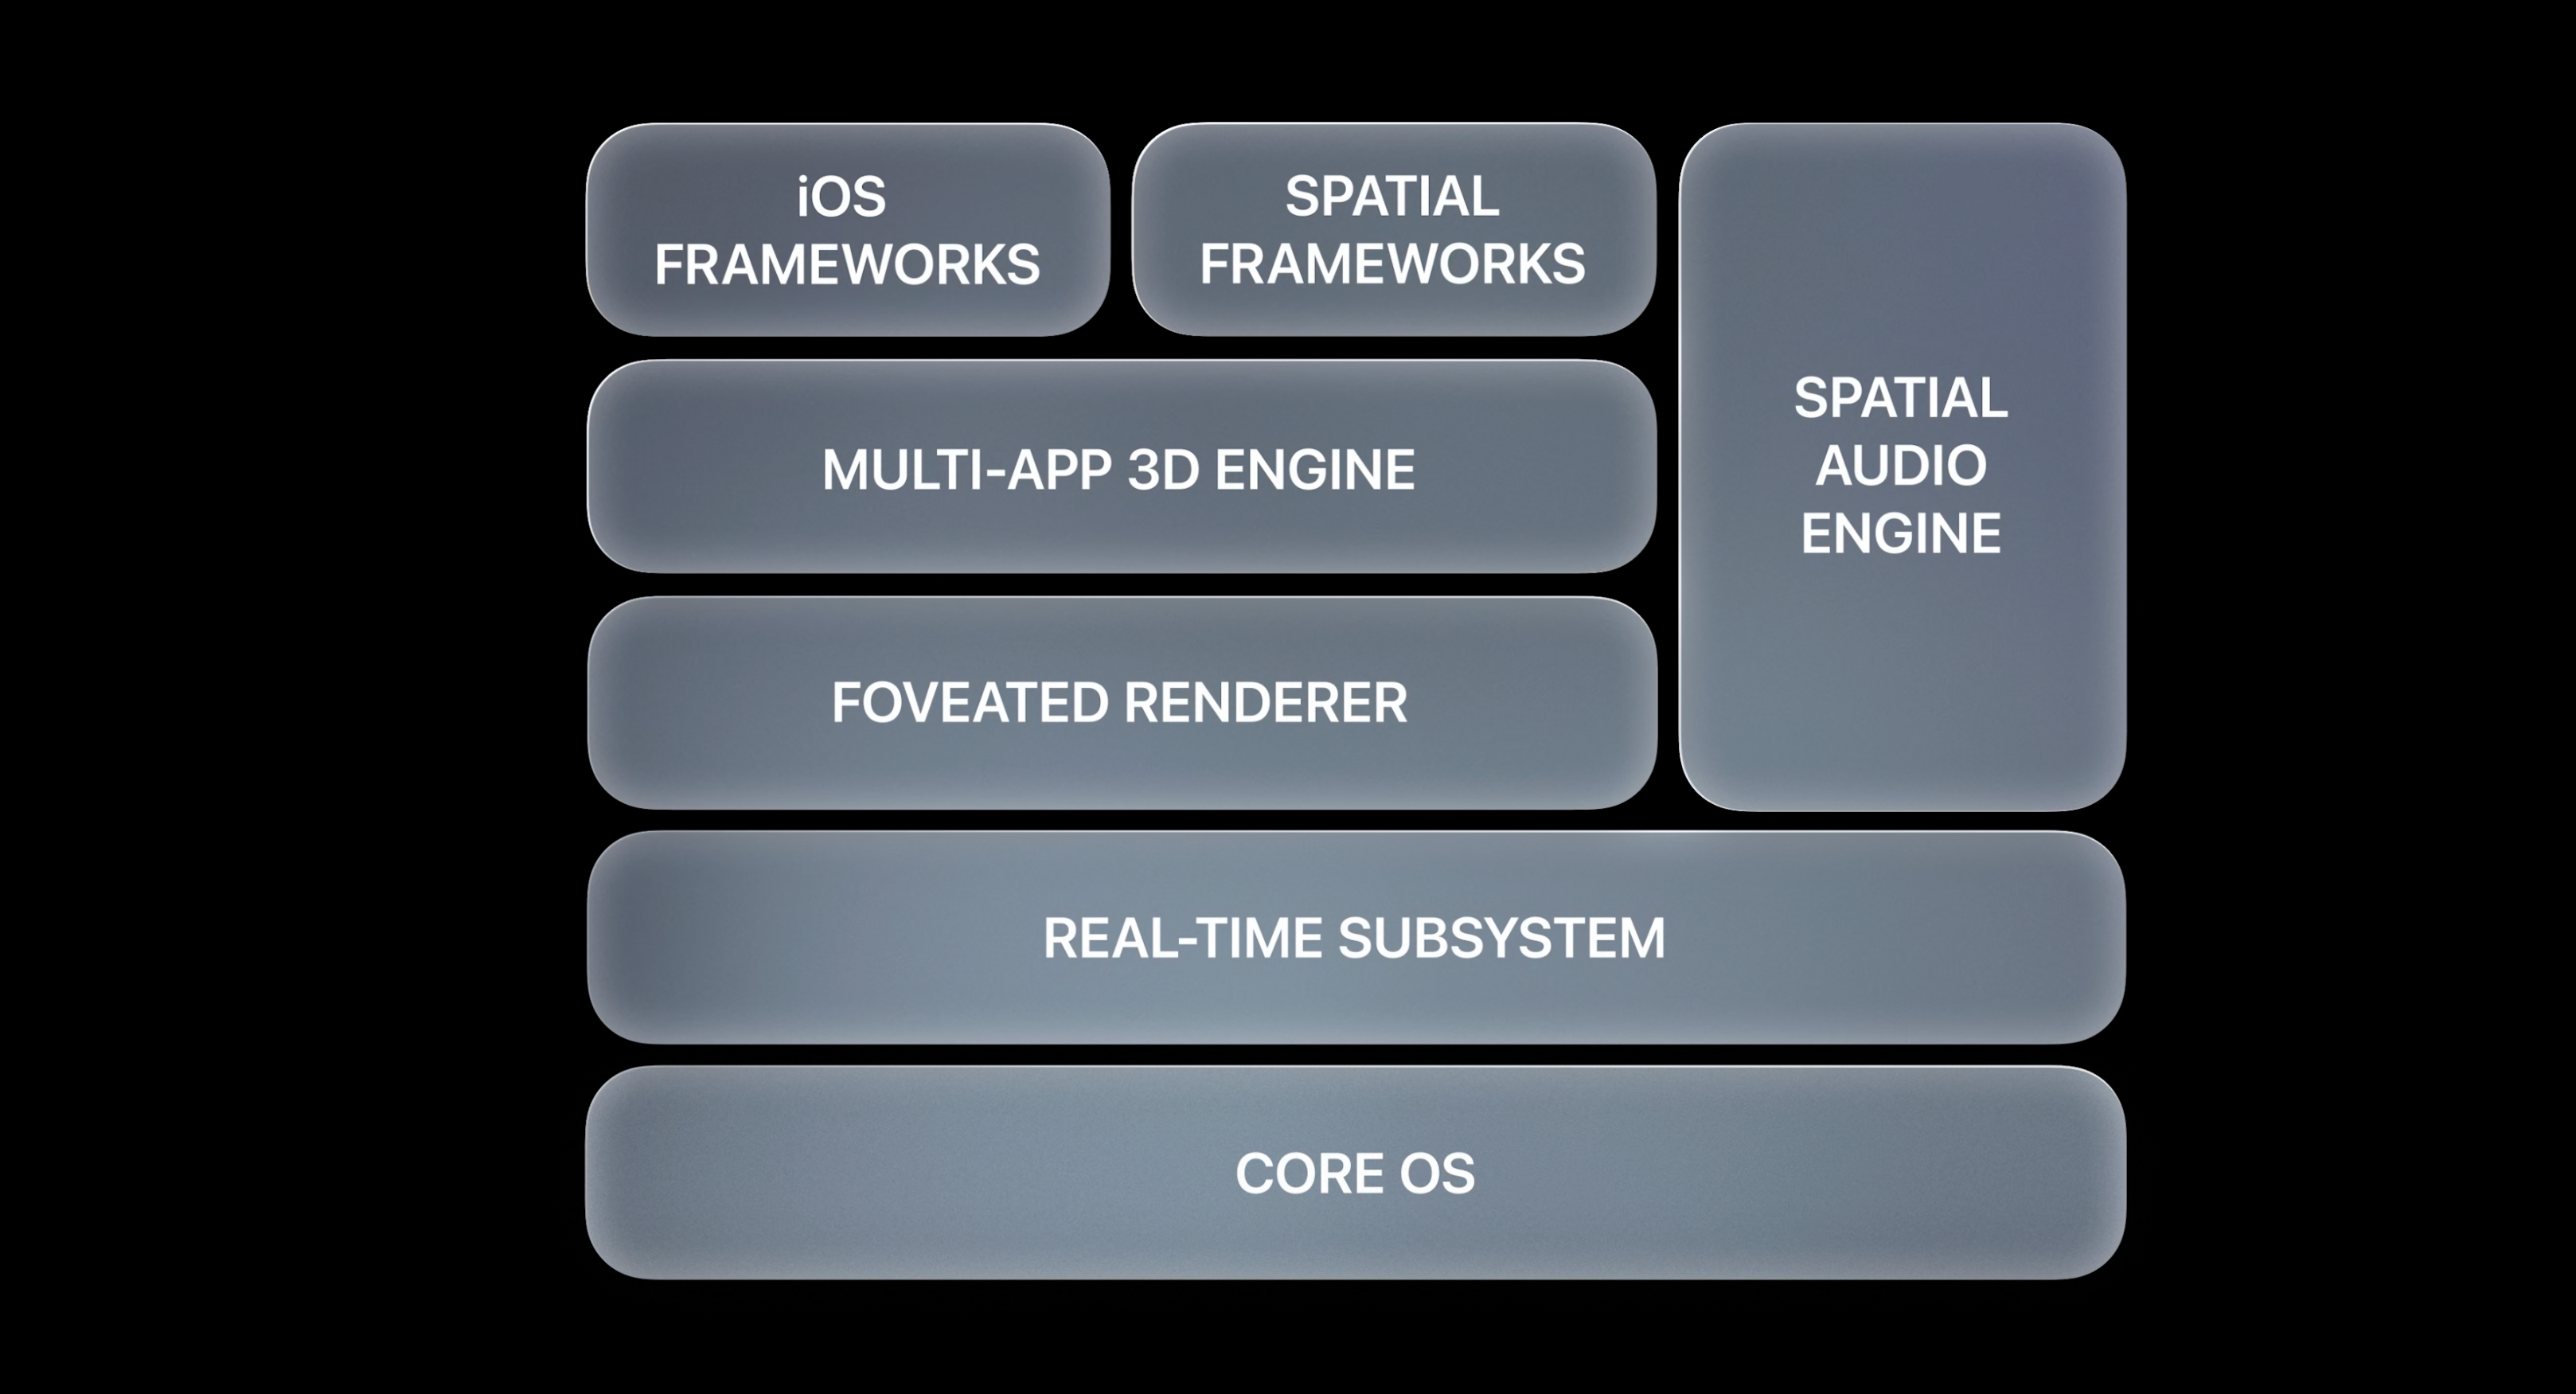 iOS
FRAMEWORKS
SPATIAL
FRAMEWORKS
SPATIAL
AUDIO
ENGINE
MULTI-APP 3D ENGINE
FOVEATED RENDERER
REAL-TIME SUBSYSTEM
CORE OS